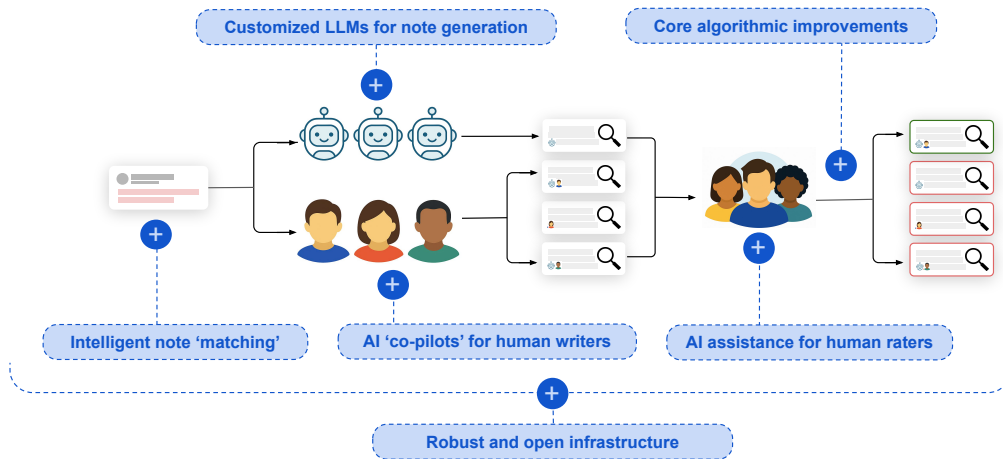 Customized LLMs for note generation
Core algorithmic improvements
Intelligent note ‘matching’
AI ‘co-pilots’ for human writers
AI assistance for human raters
Robust and open infrastructure